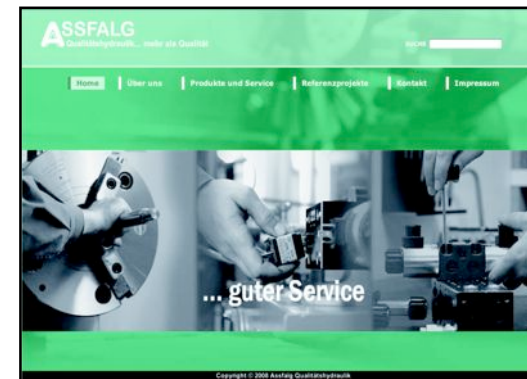 ASSFALG
Qualitätshydraulik... mehr als Qualität
SUCHE
Home Über uns Produkte und Service Referenzprojekte Kontakt Impressum
... guter Service
Copyright © 2008 Assfalg Qualitätshydraulik